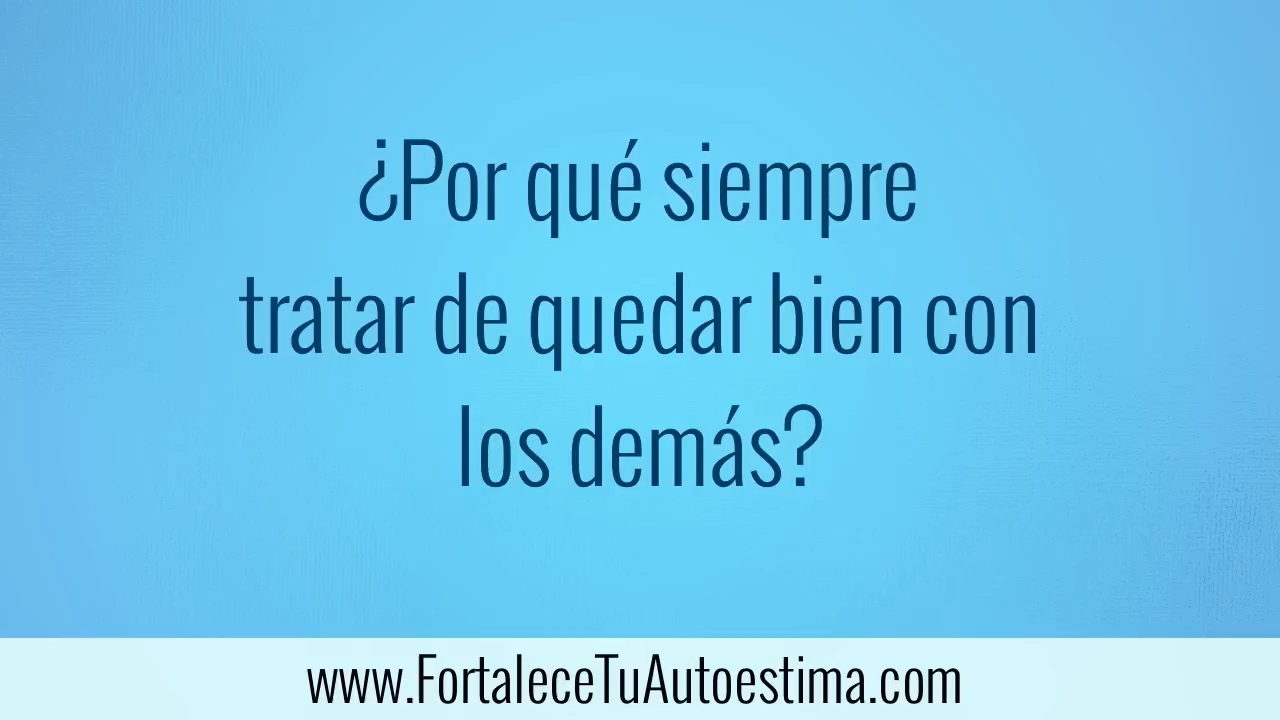 ¿Por qué siempre
tratar de quedar bien con
los demás?
www.FortaleceTuAutoestima.com